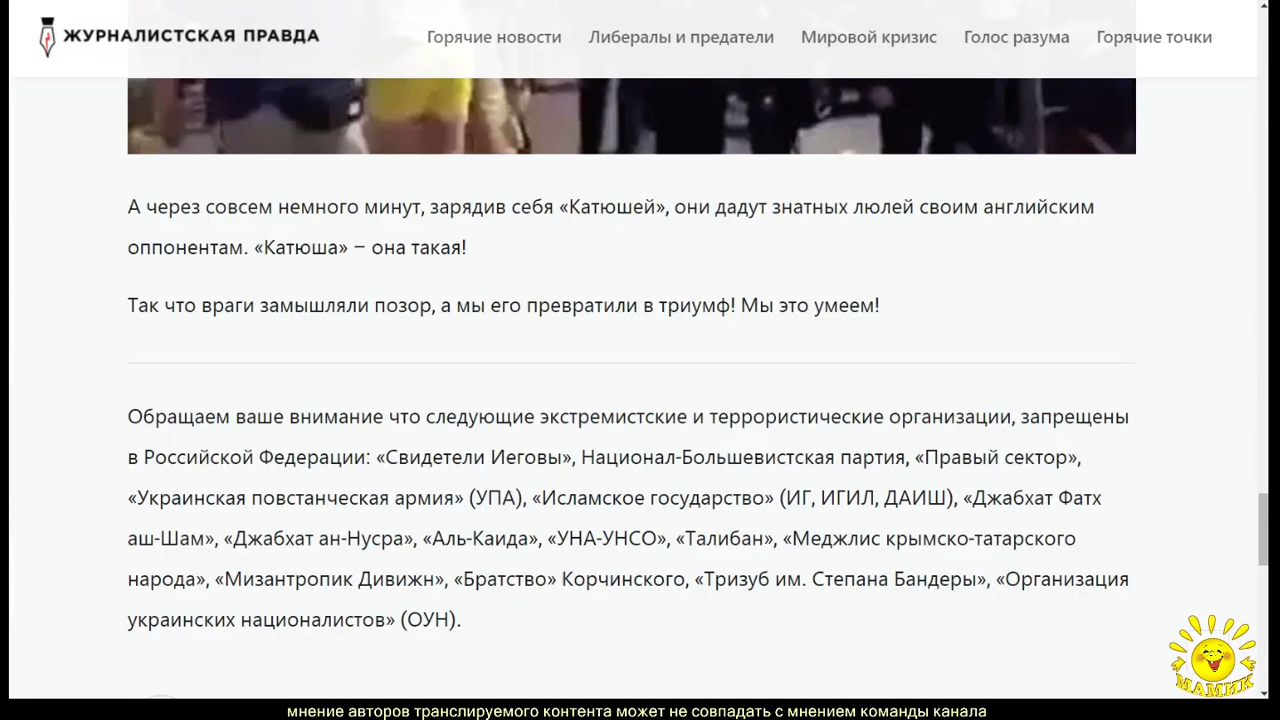 ЖУРНАЛИСТСКАЯ ПРАВДА
Горячие новости Либералы и предатели Мировой кризис Голос разума Горячие точки
А через совсем немного минут, зарядив себя «Катюшей», они дадут знатных люлей своим английским
оппонентам. «Катюша» – она такая!
Так что враги замышляли позор, а мы его превратили в триумф! Мы это умеем!
Обращаем ваше внимание что следующие экстремистские и террористические организации, запрещены
в Российской Федерации: «Свидетели Иеговы», Национал-Большевистская партия, «Правый сектор»,
«Украинская повстанческая армия» (УПА), «Исламское государство» (ИГ, ИГИЛ, ДАИШ), «Джабхат Фатх
аш-Шам», «Джабхат ан-Нусра», «Аль-Каида», «УНА-УНСО», «Талибан», «Меджлис крымско-татарского
народа», «Мизантропик Дивижн», «Братство» Корчинского, «Тризуб им. Степана Бандеры», «Организация
украинских националистов» (ОУН).
МАМИК
мнение авторов транслируемого контента может не совпадать с мнением команды канала